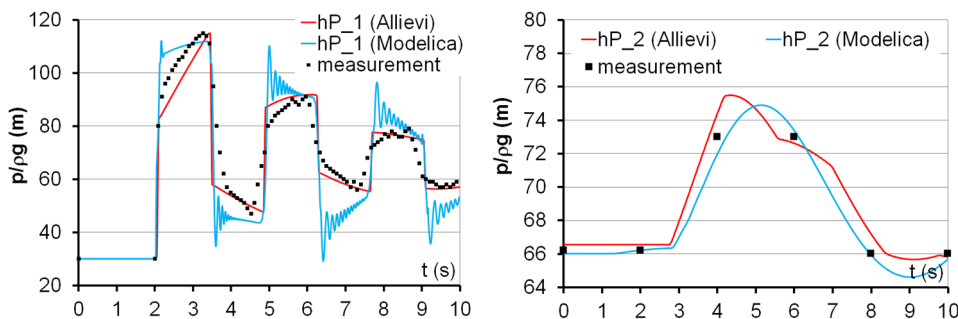 hP_1 (Allievi)
hP_1 (Modelica)
measurement
p/ρg (m)
120
100
80
60
40
20
0 1 2 3 4 5 6 7 8 9 10
t (s)
hP_2 (Allievi)
hP_2 (Modelica)
measurement
p/ρg (m)
80
78
76
74
72
70
68
66
64
0 1 2 3 4 5 6 7 8 9 10
t (s)